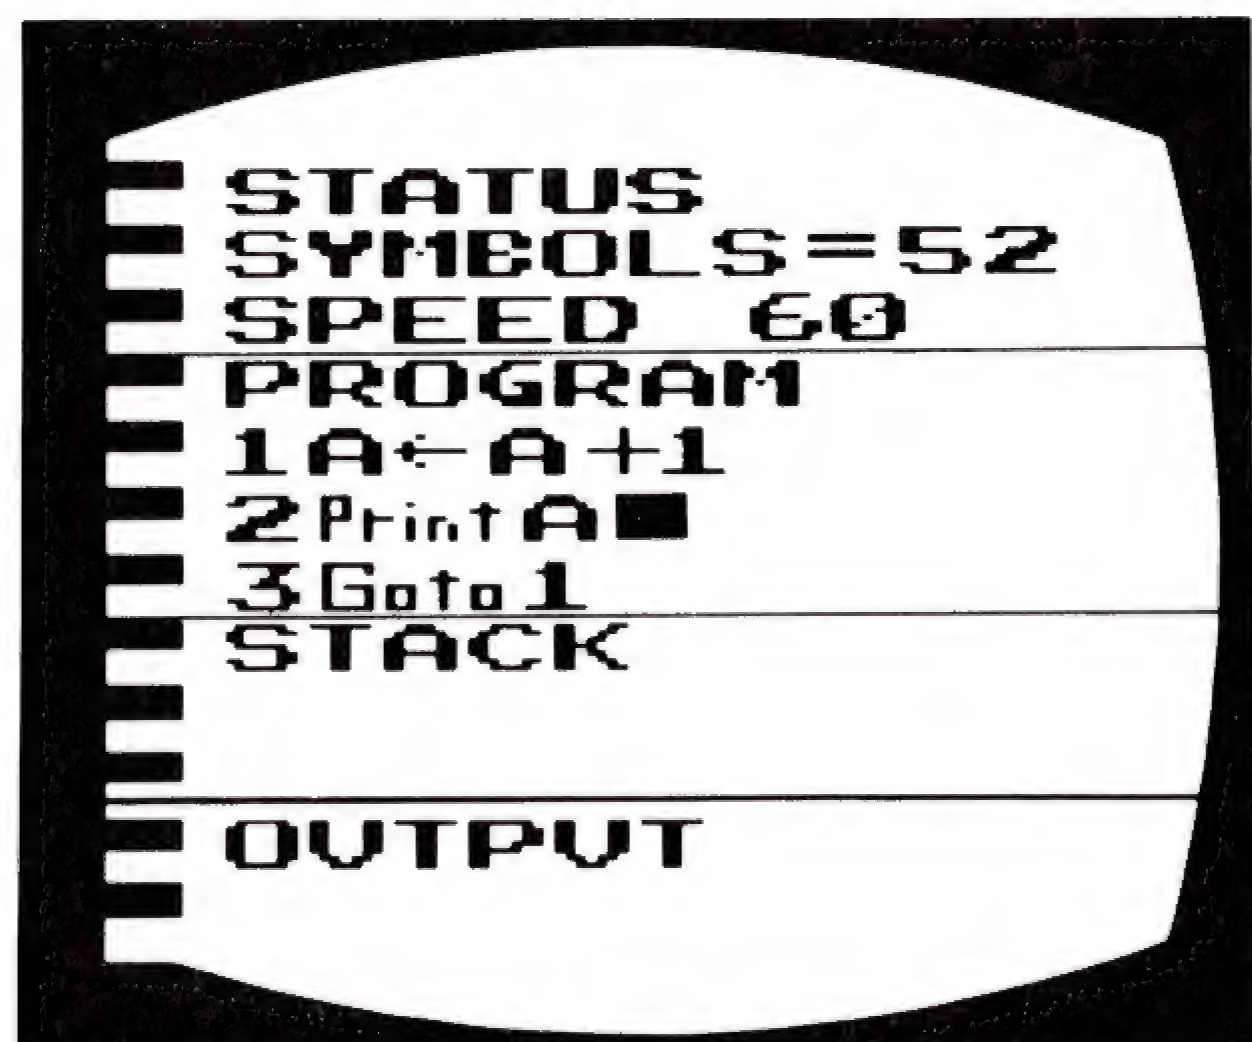 STATUS
SYMBOLS=52
SPEED 60
PROGRAM
1A←A+1
2PrintA■
3Goto1
STACK
OUTPUT